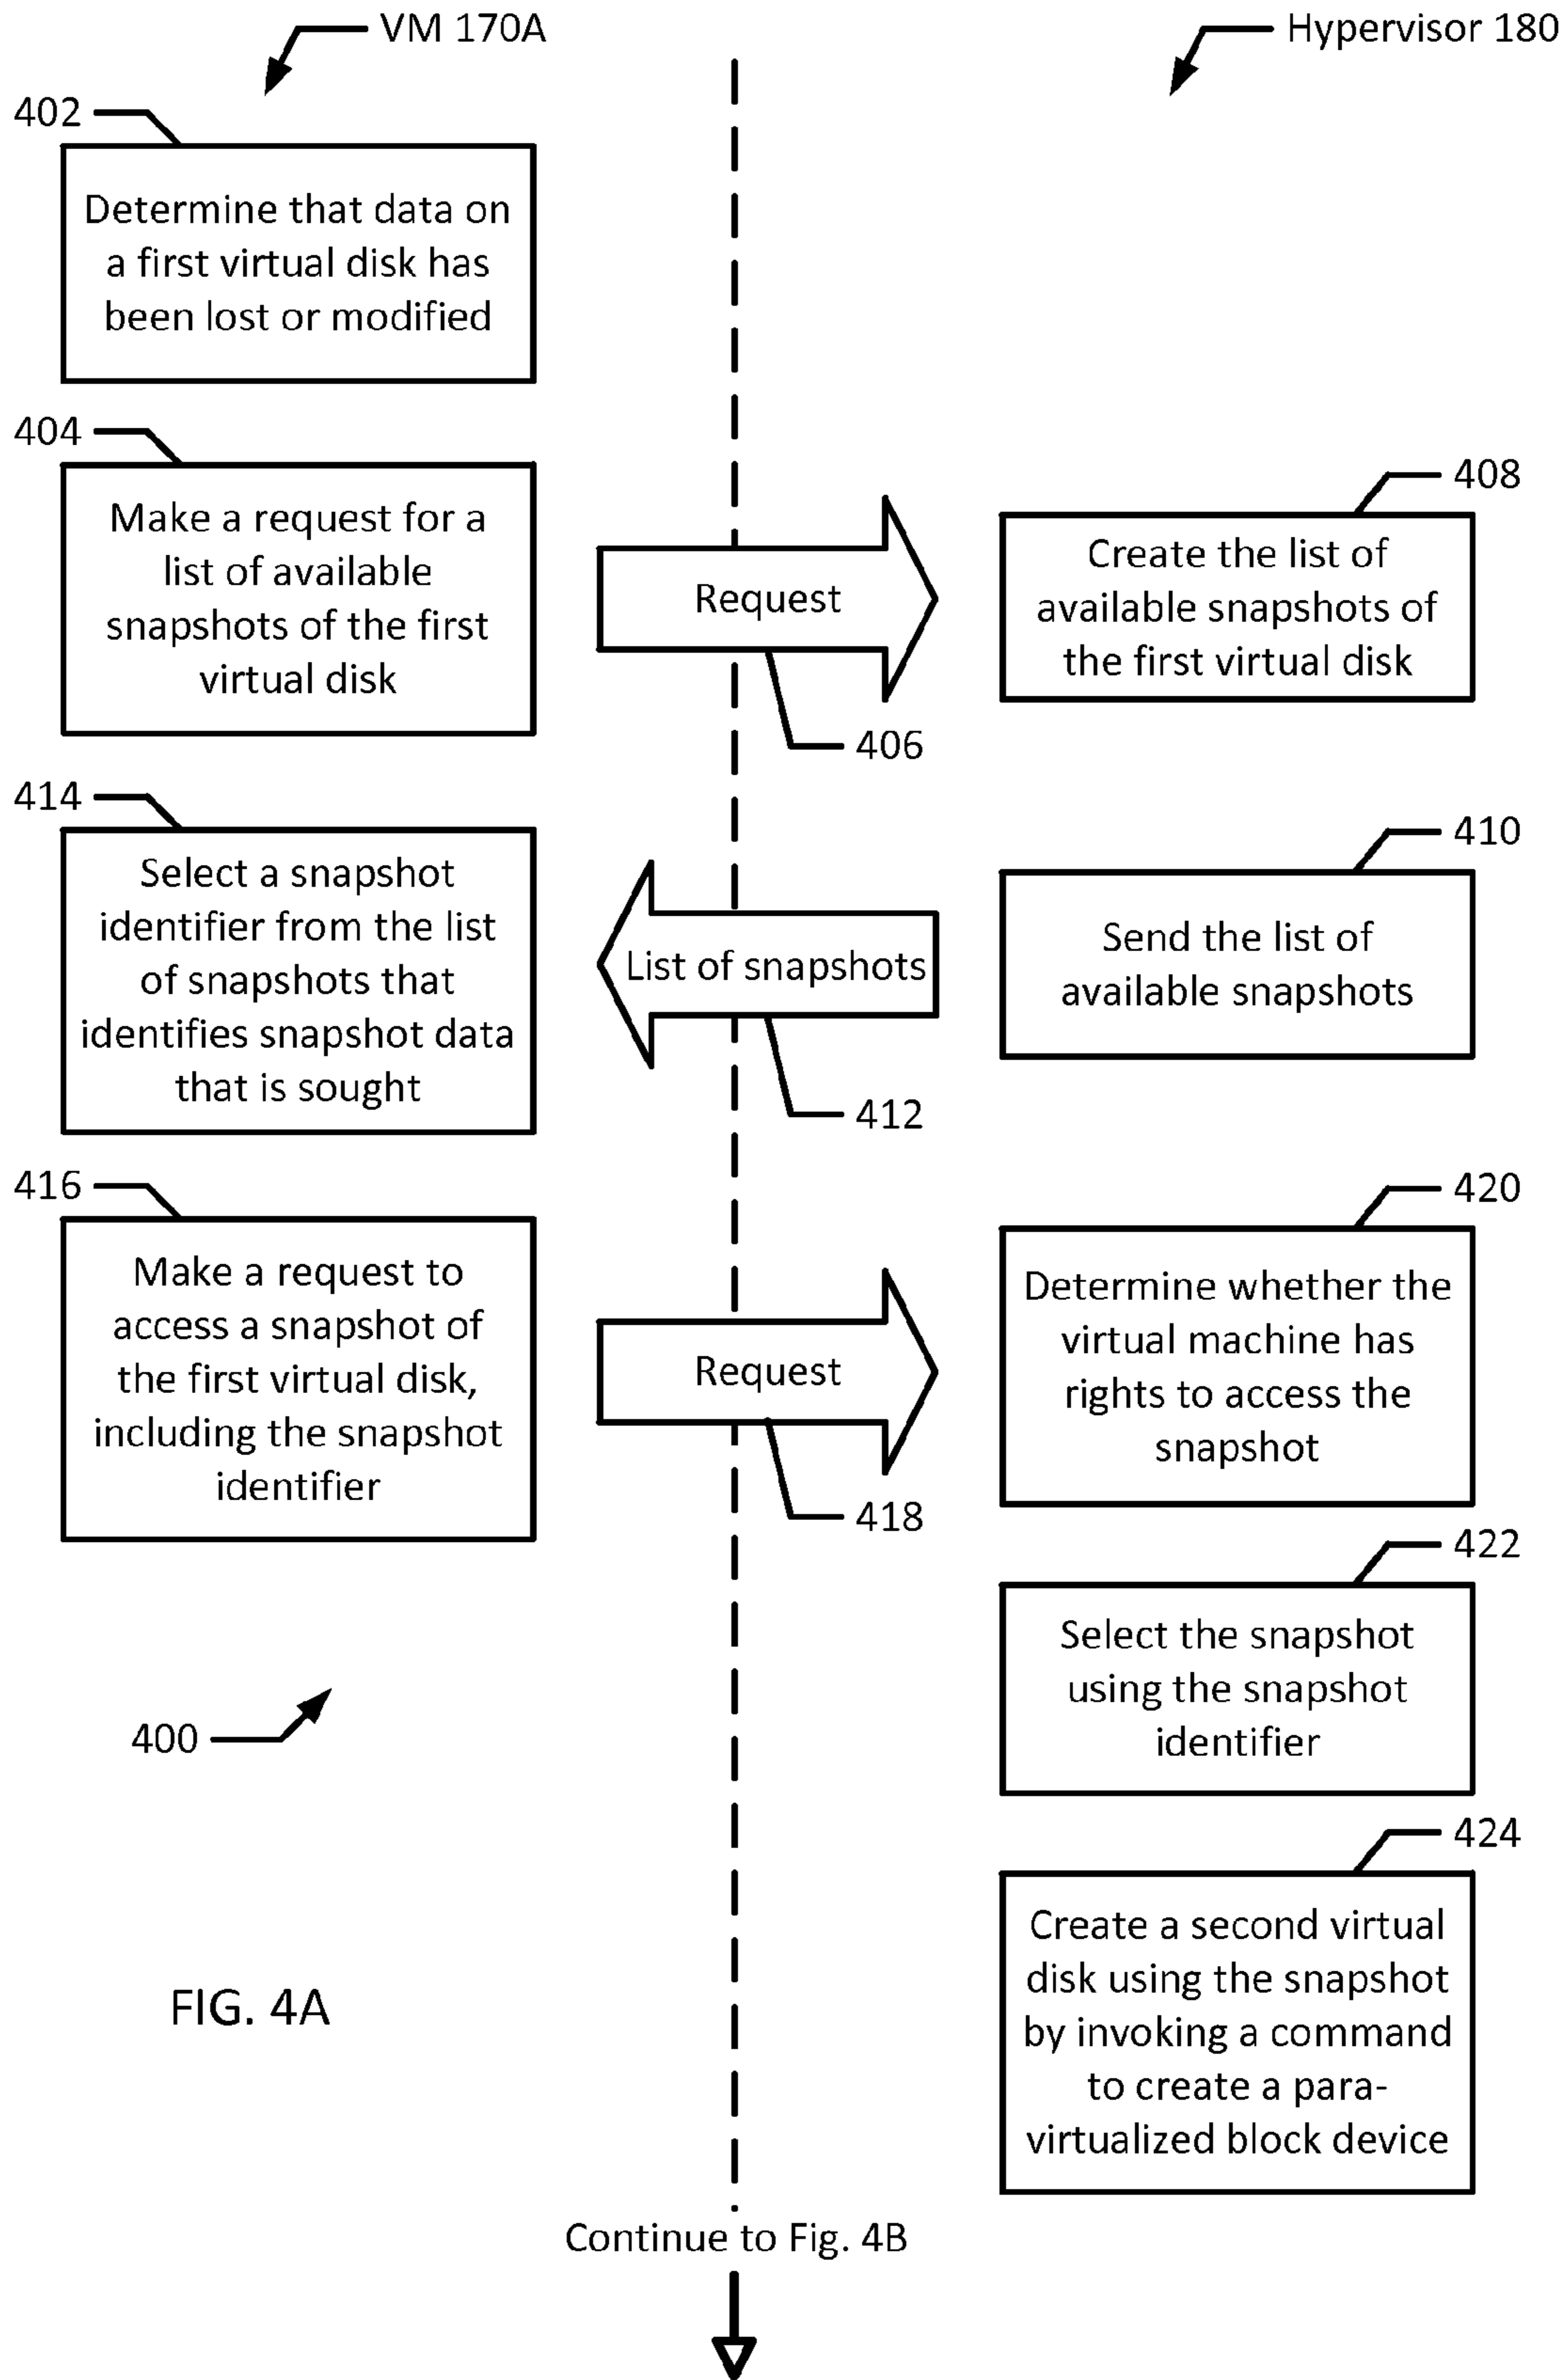 VM 170A
Hypervisor 180
402
Determine that data on
a first virtual disk has
been lost or modified
404
Make a request for a
list of available
snapshots of the first
virtual disk
Request
406
408
Create the list of
available snapshots of
the first virtual disk
410
Send the list of
available snapshots
List of snapshots
412
414
Select a snapshot
identifier from the list
of snapshots that
identifies snapshot data
that is sought
416
Make a request to
access a snapshot of
the first virtual disk,
including the snapshot
identifier
Request
418
420
Determine whether the
virtual machine has
rights to access the
snapshot
422
Select the snapshot
using the snapshot
identifier
400
424
Create a second virtual
disk using the snapshot
by invoking a command
to create a para-
virtualized block device
FIG. 4A
Continue to Fig. 4B